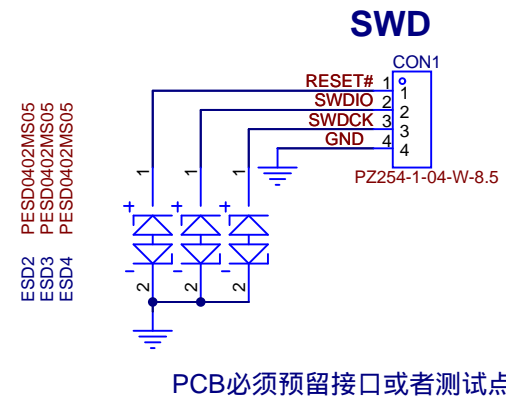 SWD
CON1
RESET# 1 1
SWDIO 2 2
SWDCK 3 3
GND 4 4
PZ254-1-04-W-8.5
ESD2 PESD0402MS05
ESD3 PESD0402MS05
ESD4 PESD0402MS05
1 1 1
+ + +
- - -
2 2 2
PCB必须预留接口或者测试点